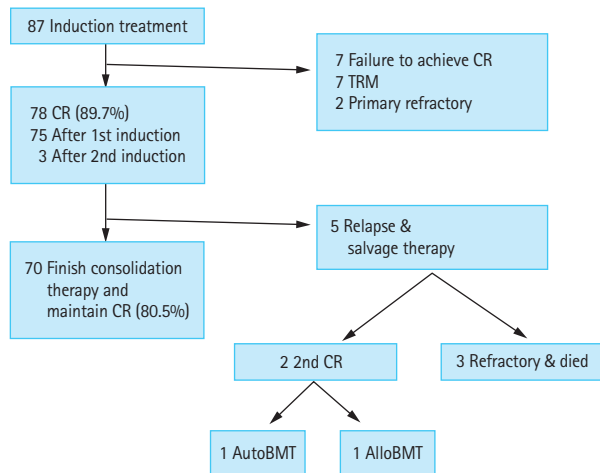 87 Induction treatment
7 Failure to achieve CR
7 TRM
2 Primary refractory
78 CR (89.7%)
75 After 1st induction
3 After 2nd induction
5 Relapse &
salvage therapy
70 Finish consolidation
therapy and
maintain CR (80.5%)
2 2nd CR
3 Refractory & died
1 AutoBMT
1 AlloBMT